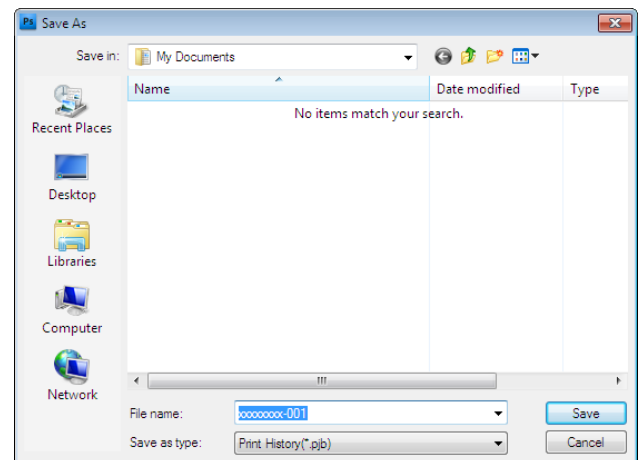 Ps Save As
Save in: My Documents
Name Date modified Type
No items match your search.
Recent Places
Desktop
Libraries
Computer
Network
File name: xxxxxxxx-001 Save
Save as type: Print History(*.pjb) Cancel